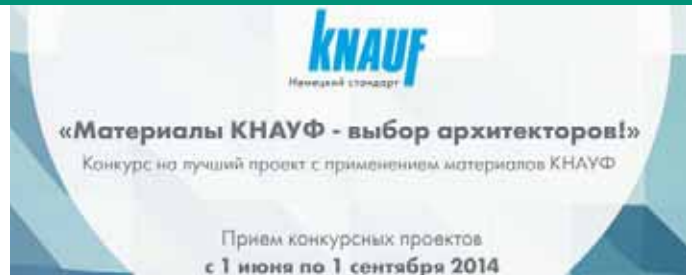 KNAUF
Немецкий стандарт
«Материалы КНАУФ - выбор архитекторов!»
Конкурс на лучший проект с применением материалов КНАУФ
Прием конкурсных проектов
с 1 июня по 1 сентября 2014